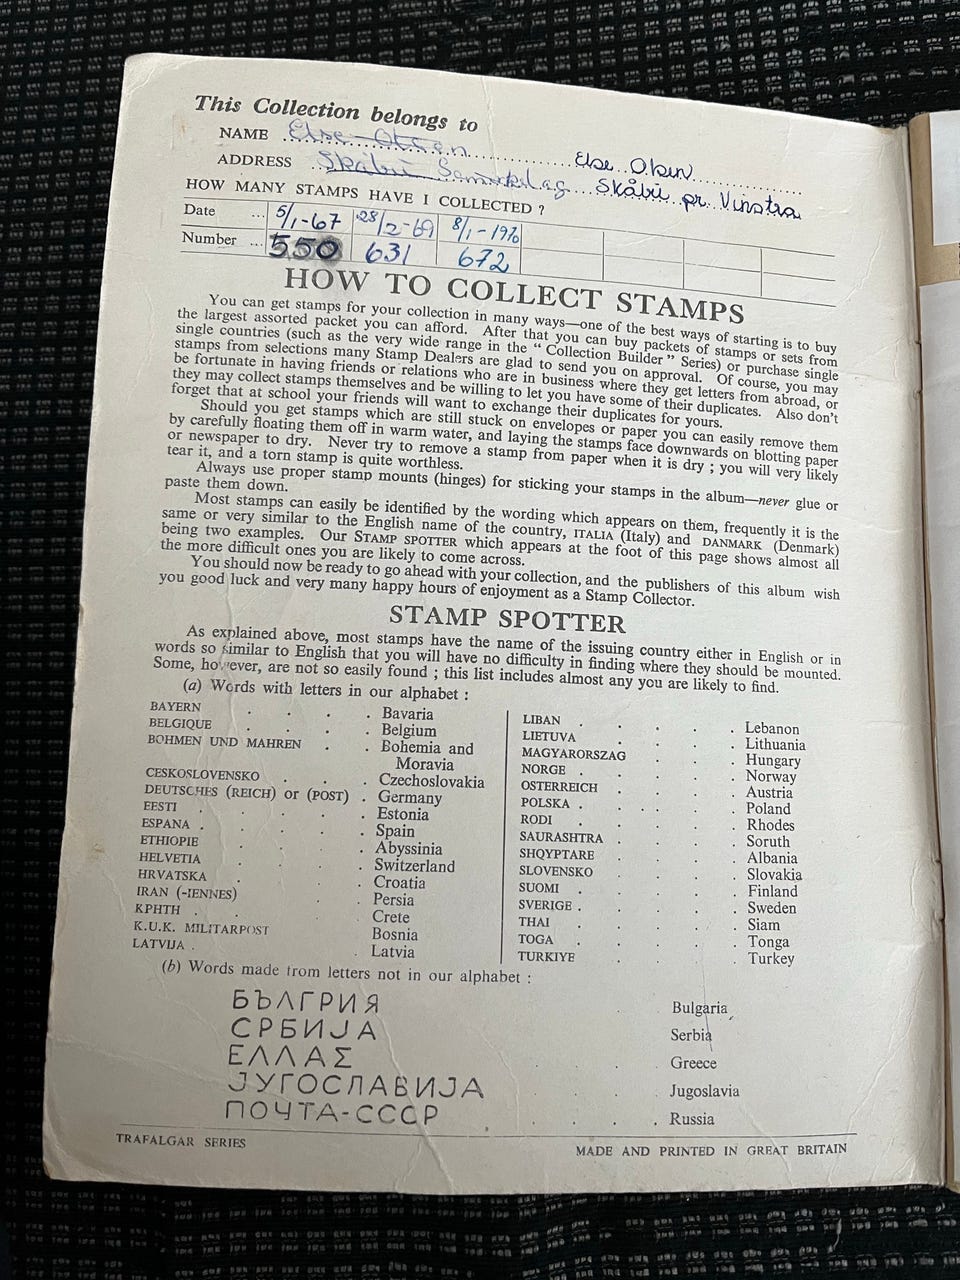 This Collection belongs to
NAME Else Olsen Else Olsen
ADDRESS Skåbu Skåbu pr. Vinstra
HOW MANY STAMPS HAVE I COLLECTED ?
Date ... 5/1-67 28/2-69 8/1-1970
Number ... 550 631 672
HOW TO COLLECT STAMPS
You can get stamps for your collection in many ways—one of the best ways of starting is to buy
the largest assorted packet you can afford. After that you can buy packets of stamps or sets from
single countries (such as the very wide range in the " Collection Builder " Series) or purchase single
stamps from selections many Stamp Dealers are glad to send you on approval. Of course, you may
be fortunate in having friends or relations who are in business where they get letters from abroad, or
they may collect stamps themselves and be willing to let you have some of their duplicates. Also don't
forget that at school your friends will want to exchange their duplicates for yours.
Should you get stamps which are still stuck on envelopes or paper you can easily remove them
by carefully floating them off in warm water, and laying the stamps face downwards on blotting paper
or newspaper to dry. Never try to remove a stamp from paper when it is dry ; you will very likely
tear it, and a torn stamp is quite worthless.
Always use proper stamp mounts (hinges) for sticking your stamps in the album—never glue or
paste them down.
Most stamps can easily be identified by the wording which appears on them, frequently it is the
same or very similar to the English name of the country, ITALIA (Italy) and DANMARK (Denmark)
being two examples. Our STAMP SPOTTER which appears at the foot of this page shows almost all
the more difficult ones you are likely to come across.
You should now be ready to go ahead with your collection, and the publishers of this album wish
you good luck and very many happy hours of enjoyment as a Stamp Collector.
STAMP SPOTTER
As explained above, most stamps have the name of the issuing country either in English or in
words so similar to English that you will have no difficulty in finding where they should be mounted.
Some, however, are not so easily found ; this list includes almost any you are likely to find.
(a) Words with letters in our alphabet :
BAYERN . . . . Bavaria
BELGIQUE . . . . Belgium
BOHMEN UND MAHREN . . Bohemia and
Moravia
CESKOSLOVENSKO . . . Czechoslovakia
DEUTSCHES (REICH) or (POST) . Germany
EESTI . . . . Estonia
ESPANA . . . . Spain
ETHIOPIE . . . Abyssinia
HELVETIA . . . Switzerland
HRVATSKA . . . Croatia
IRAN (-IENNES) . . Persia
KPHTH . . . . Crete
K.U.K. MILITARPOST Bosnia
LATVIJA . . . Latvia
LIBAN . . . . Lebanon
LIETUVA . . . . Lithuania
MAGYARORSZAG . . . Hungary
NORGE . . . . Norway
OSTERREICH . . . . Austria
POLSKA . . . . Poland
RODI . . . . Rhodes
SAURASHTRA . . . . Soruth
SHQYPTARE . . . . Albania
SLOVENSKO . . . . Slovakia
SUOMI . . . . Finland
SVERIGE . . . . Sweden
THAI . . . . Siam
TOGA . . . . Tonga
TURKIYE . . . . Turkey
(b) Words made from letters not in our alphabet :
БЪЛГРИЯ . Bulgaria
СРБИЈА . Serbia
ΕΛΛΑΣ . Greece
ЈУГОСЛАВИЈА . . . Jugoslavia
ПОЧТА-СССР . . . . Russia
TRAFALGAR SERIES
MADE AND PRINTED IN GREAT BRITAIN